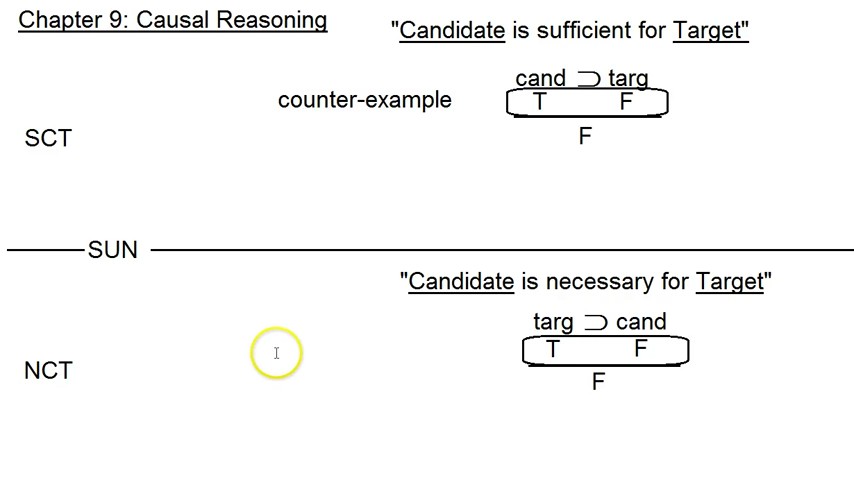 Chapter 9: Causal Reasoning
"Candidate is sufficient for Target"
cand ⊃ targ
counter-example T F
F
SCT
SUN
"Candidate is necessary for Target"
targ ⊃ cand
T F
NCT
F